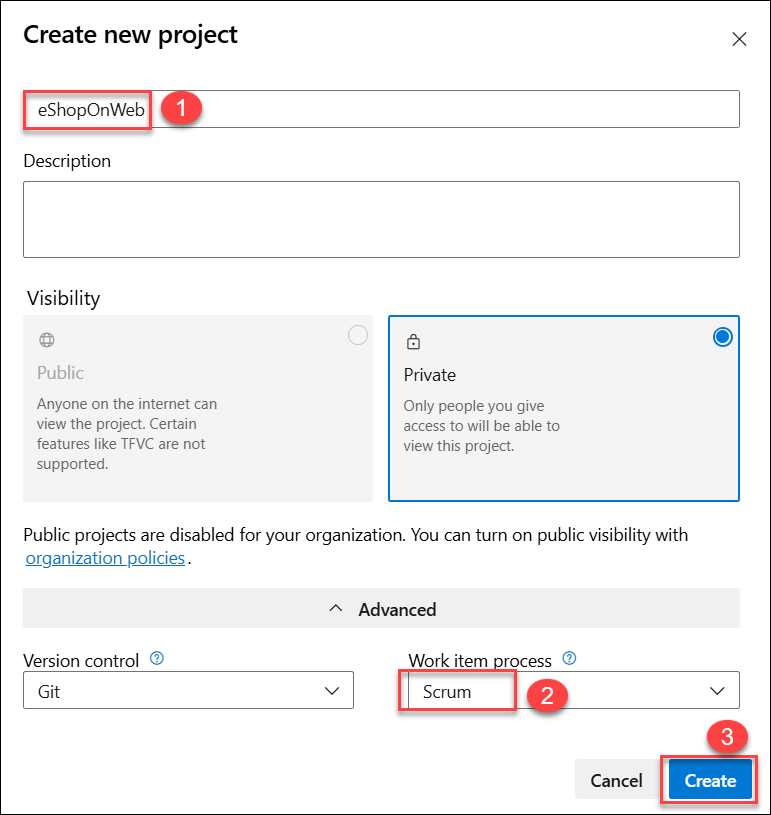 Create new project
eShopOnWeb
1
Description
Visibility
Public
Anyone on the internet can
view the project. Certain
features like TFVC are not
supported.
Private
Only people you give
access to will be able to
view this project.
Public projects are disabled for your organization. You can turn on public visibility with
organization policies.
Advanced
Version control ?
Git
Work item process ?
Scrum
2
3
Cancel
Create